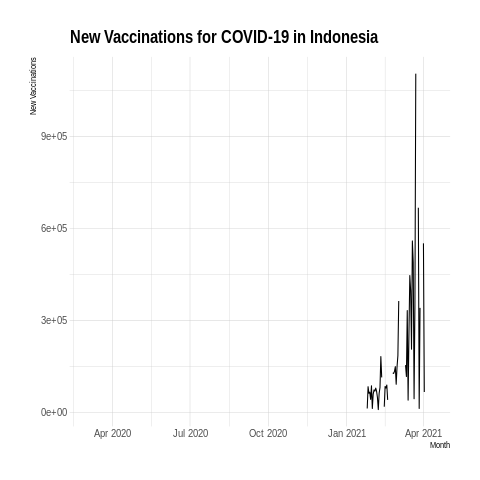 New Vaccinations for COVID-19 in Indonesia
New Vaccinations
9e+05
6e+05
3e+05
0e+00
Apr 2020
Jul 2020
Oct 2020
Jan 2021
Apr 2021
Month